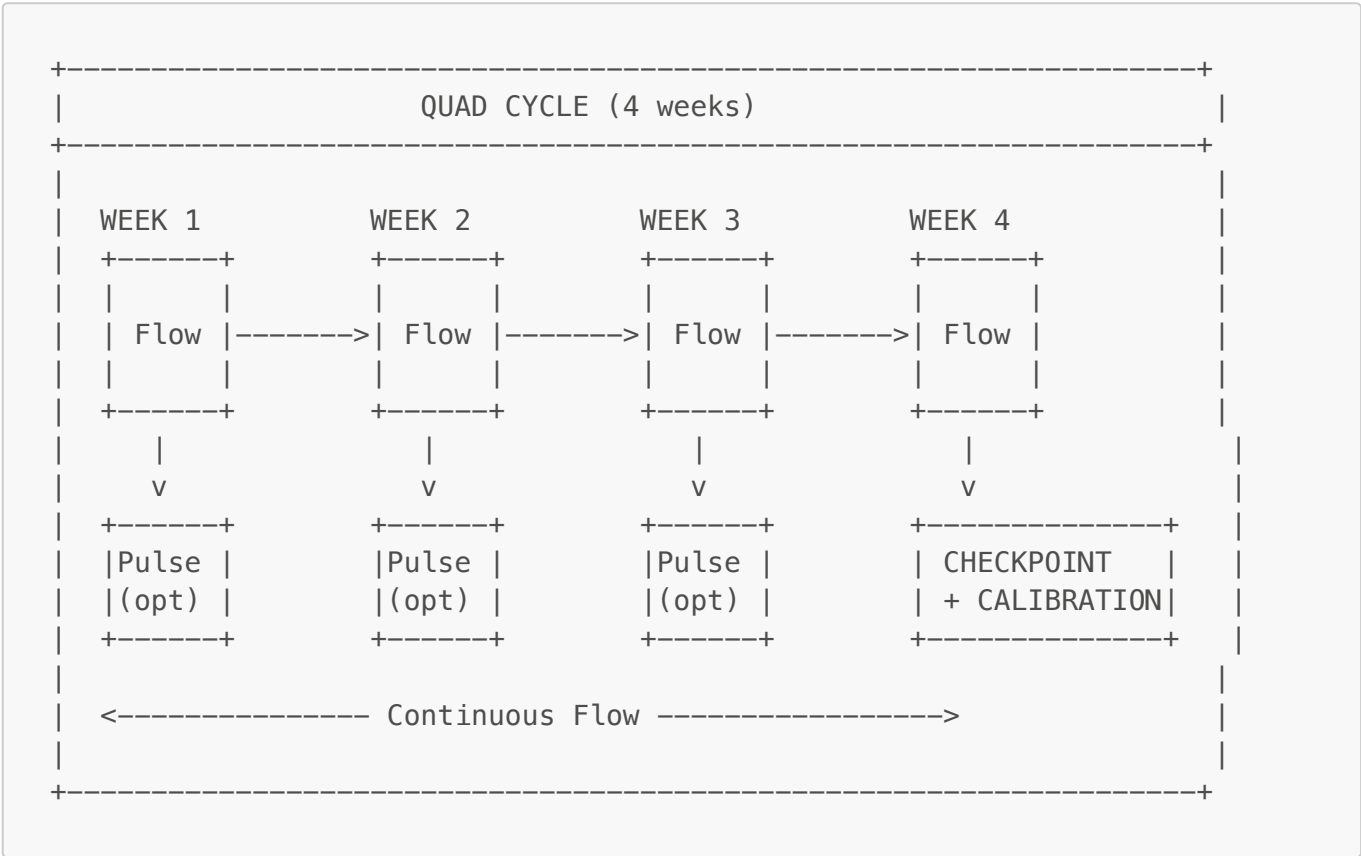 QUAD CYCLE (4 weeks)
WEEK 1 WEEK 2 WEEK 3 WEEK 4
Flow Flow Flow Flow
Pulse Pulse Pulse CHECKPOINT
(opt) (opt) (opt) + CALIBRATION
Continuous Flow